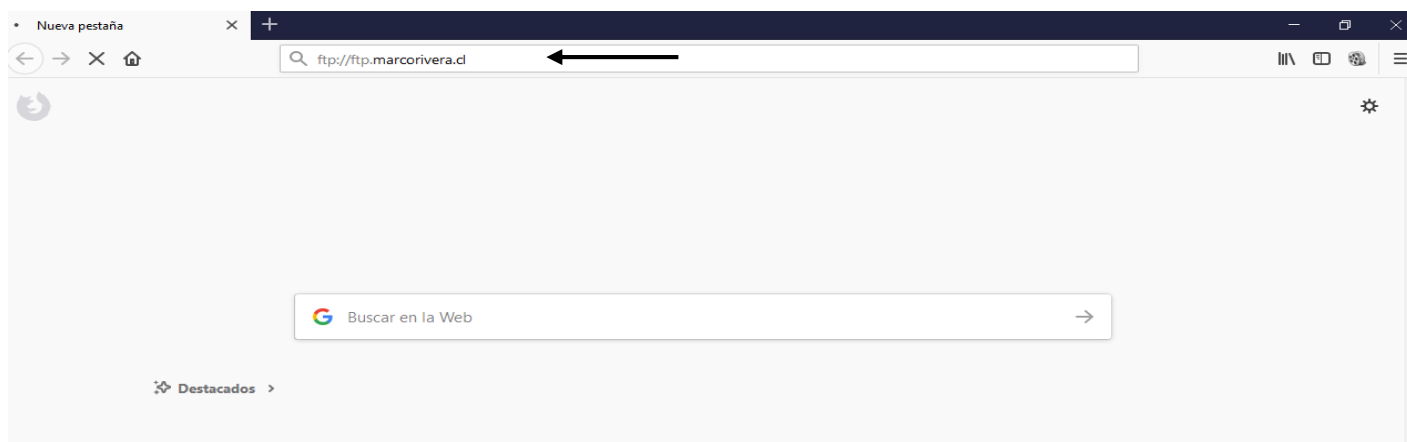 Nueva pestaña
ftp://ftp.marcorivera.cl
Buscar en la Web
Destacados